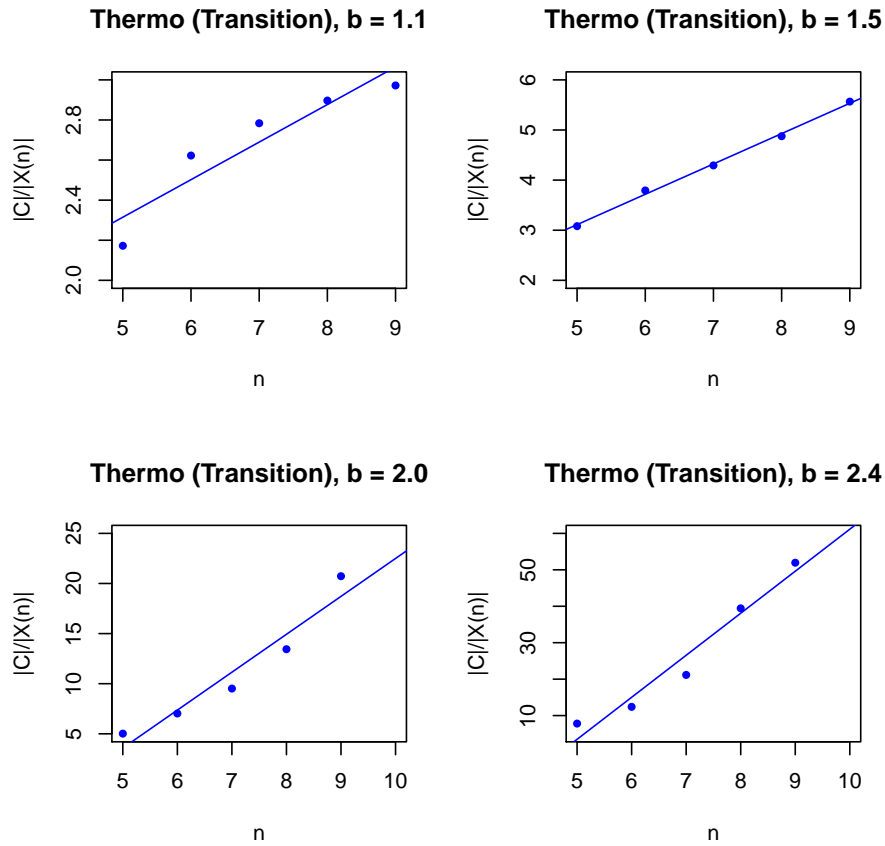 Thermo (Transition), b = 1.1
|C|/|X(n)|
2.0 2.4 2.8
5 6 7 8 9
n
Thermo (Transition), b = 1.5
|C|/|X(n)|
2 3 4 5 6
5 6 7 8 9
n
Thermo (Transition), b = 2.0
|C|/|X(n)|
5 10 15 20 25
5 6 7 8 9 10
n
Thermo (Transition), b = 2.4
|C|/|X(n)|
10 30 50
5 6 7 8 9 10
n